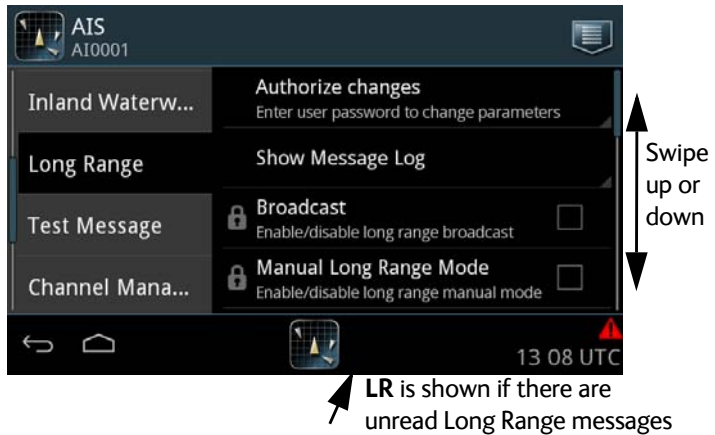 AIS
AI0001
Inland Waterw...
Long Range
Test Message
Channel Mana...
Authorize changes
Enter user password to change parameters
Show Message Log
Broadcast
Enable/disable long range broadcast
Manual Long Range Mode
Enable/disable long range manual mode
13 08 UTC
Swipe
up or
down
LR is shown if there are
unread Long Range messages